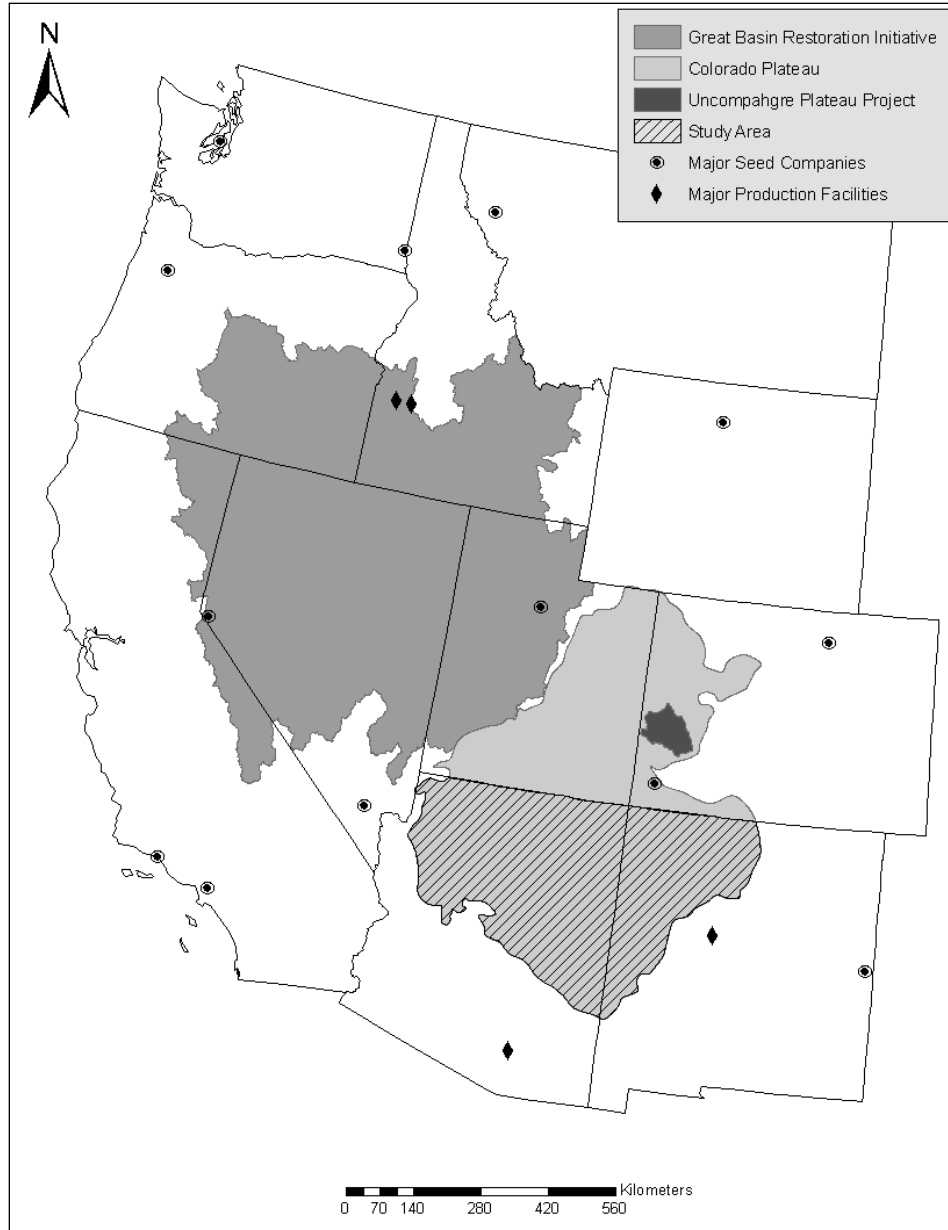 N
Great Basin Restoration Initiative
Colorado Plateau
Uncompahgre Plateau Project
Study Area
Major Seed Companies
Major Production Facilities
Kilometers
0 70 140 280 420 560